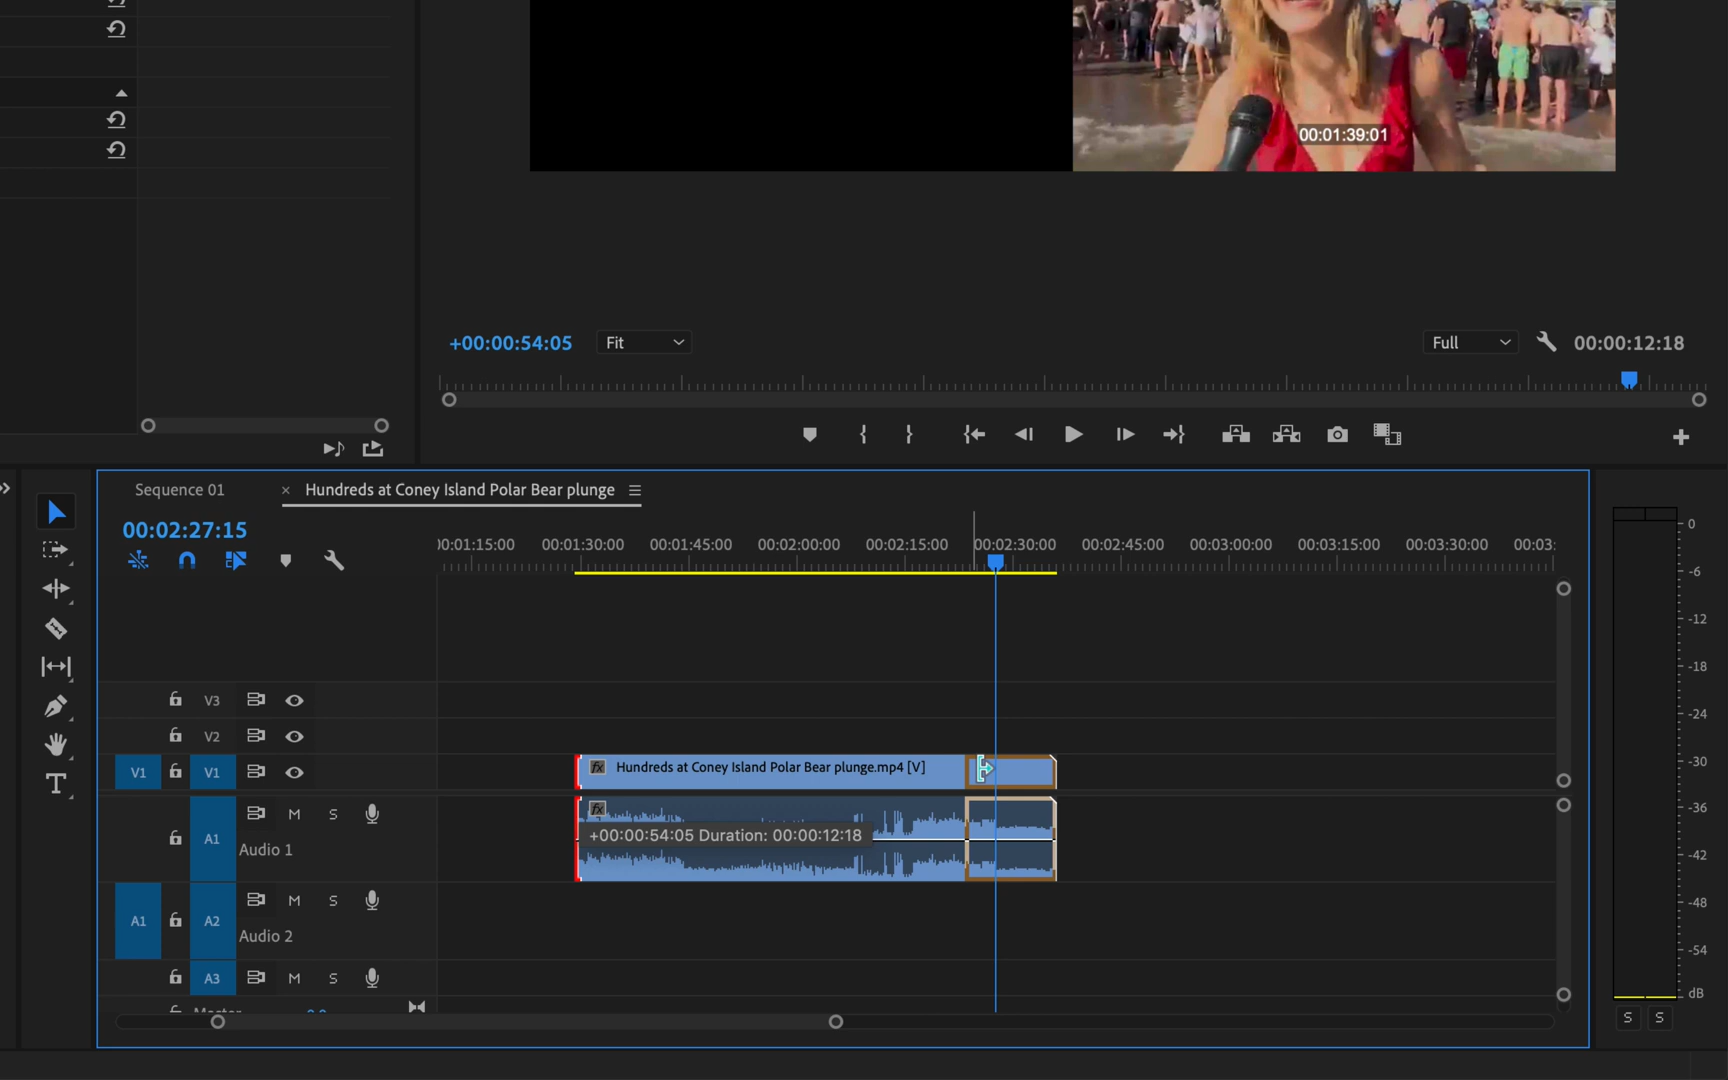 00:01:39:01
+00:00:54:05
Fit
Full
00:00:12:18
Sequence 01
× Hundreds at Coney Island Polar Bear plunge
00:02:27:15
00:01:15:00 00:01:30:00 00:01:45:00 00:02:00:00 00:02:15:00 00:02:30:00 00:02:45:00 00:03:00:00 00:03:15:00 00:03:30:00 00:03:
V3
V2
V1 V1
fx Hundreds at Coney Island Polar Bear plunge.mp4 [V]
M S
A1
Audio 1
fx
+00:00:54:05 Duration: 00:00:12:18
A1 A2 M S
Audio 2
A3 M S
0
-6
-12
-18
-24
-30
-36
-42
-48
-54
dB
S S
T